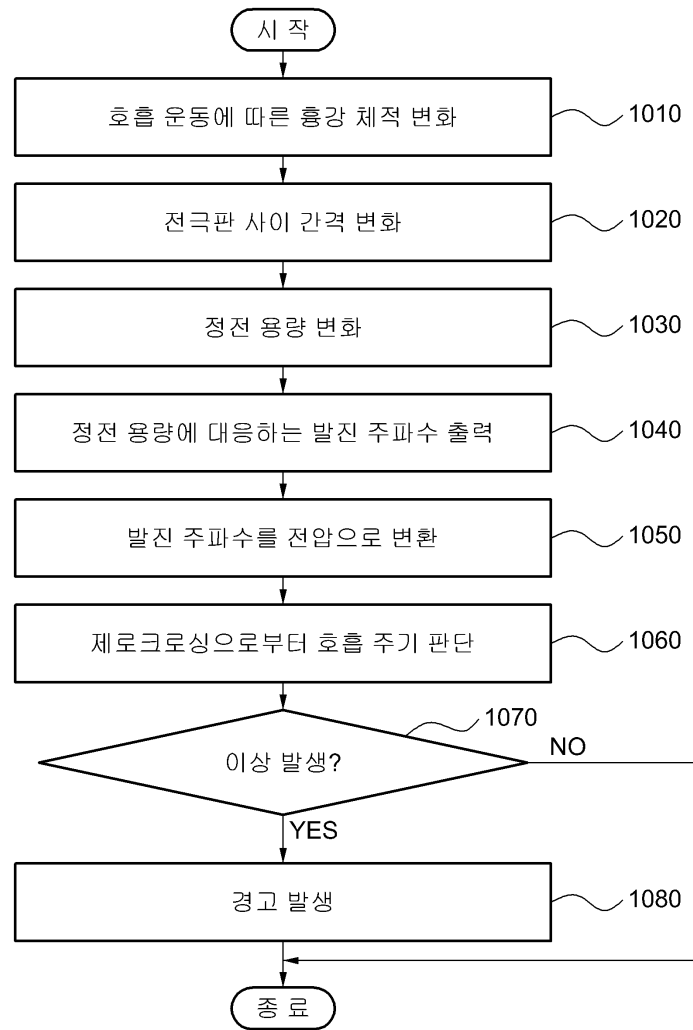 시 작
호흡 운동에 따른 흉강 체적 변화
1010
전극판 사이 간격 변화
1020
정전 용량 변화
1030
정전 용량에 대응하는 발진 주파수 출력
1040
발진 주파수를 전압으로 변환
1050
제로크로싱으로부터 호흡 주기 판단
1060
1070
이상 발생?
NO
YES
경고 발생
1080
종 료